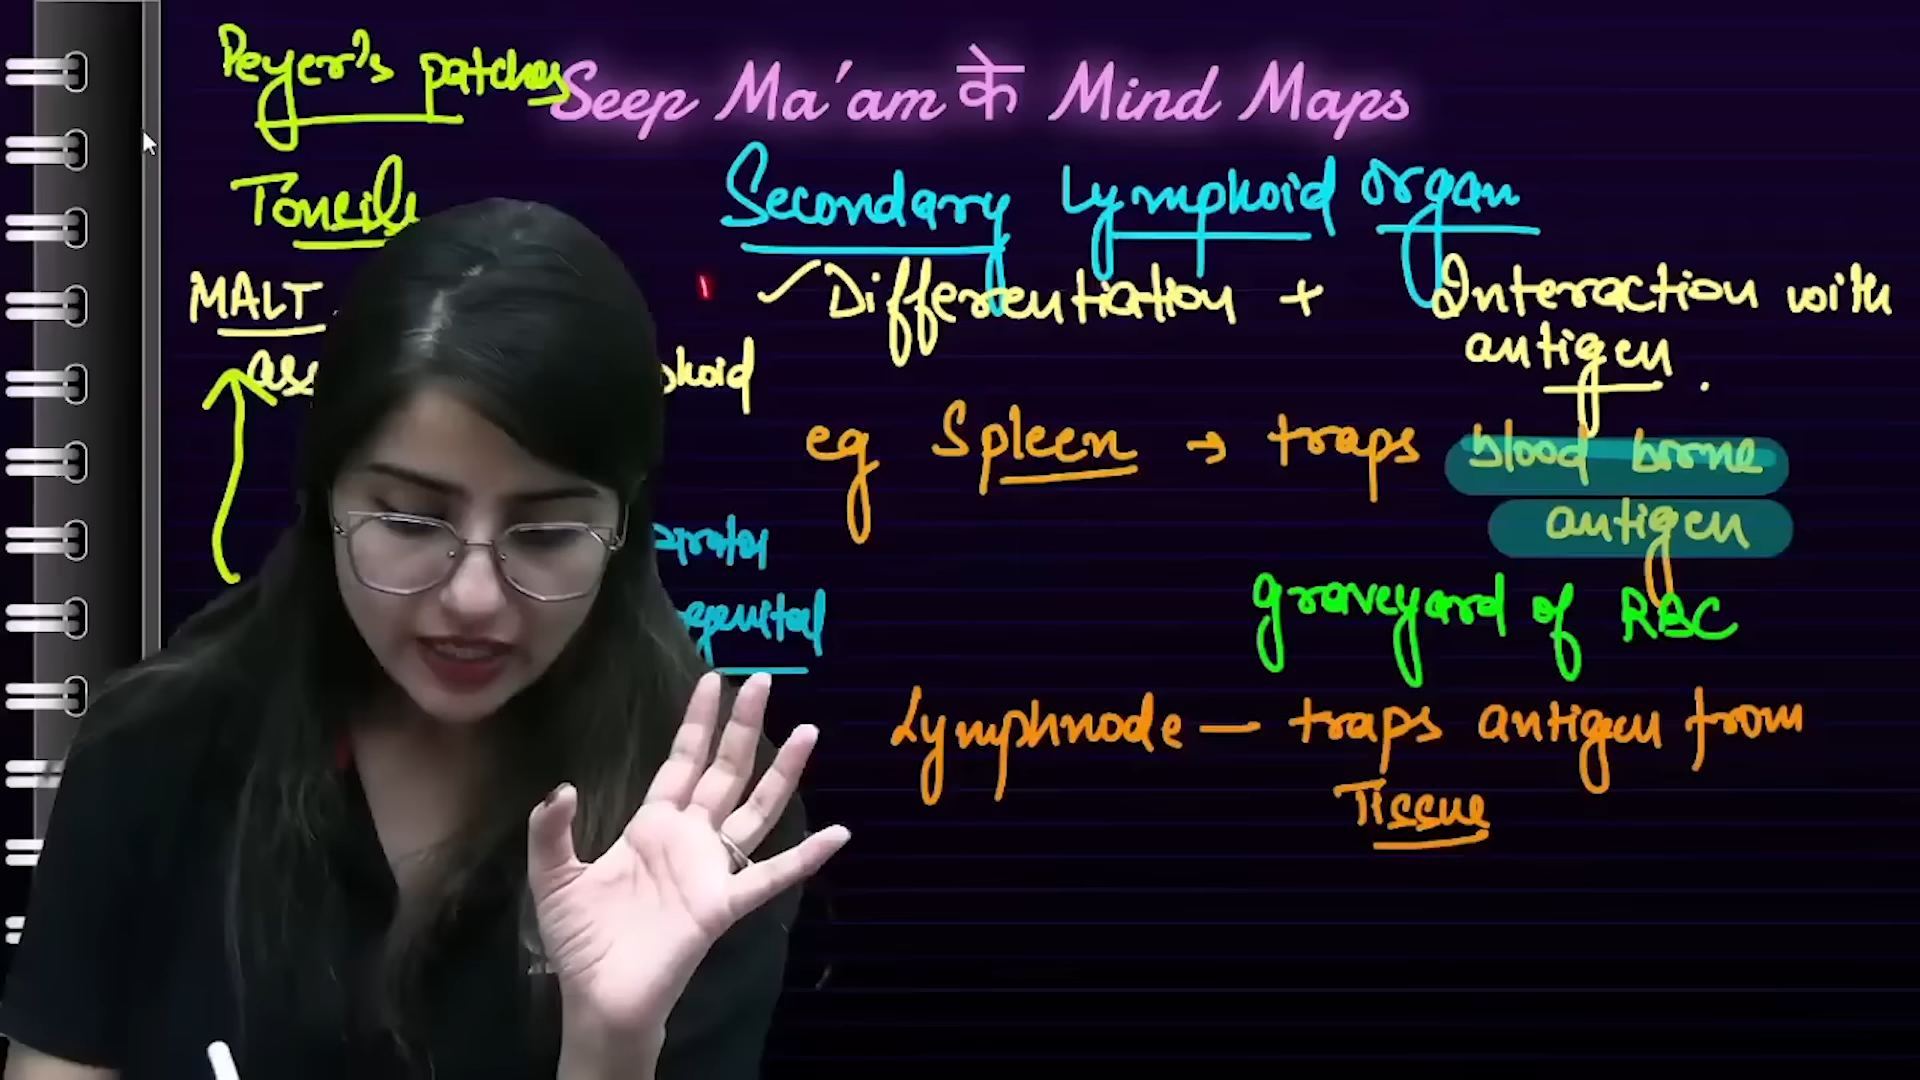 Peyer's patches
Seep Ma'am के Mind Maps
Tonsils
Secondary Lymphoid organ
MALT
Differentiation + Interaction with
antigen.
eg Spleen → traps blood borne
antigen
graveyard of RBC
Lymphnode — traps antigen from
Tissue